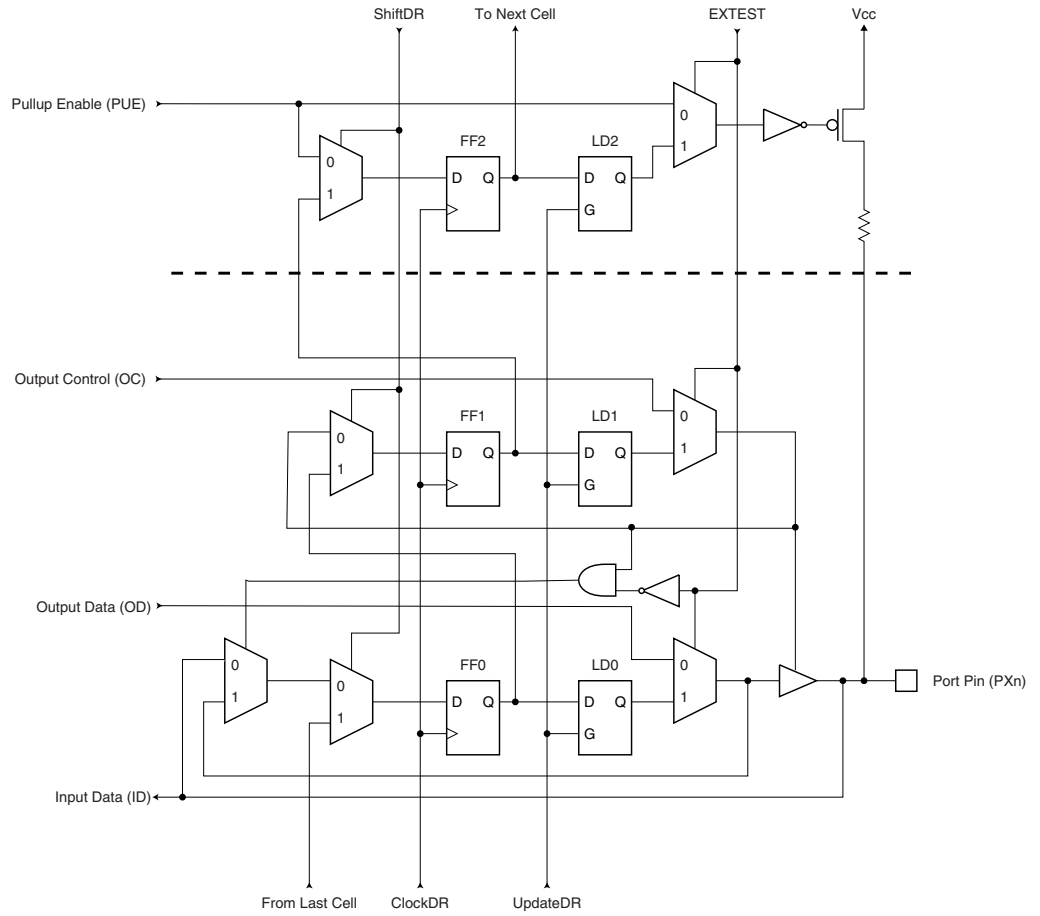 ShiftDR To Next Cell EXTEST Vcc
Pullup Enable (PUE)
0
1
FF2
D Q
LD2
D Q
G
0
1
Output Control (OC)
0
1
FF1
D Q
LD1
D Q
G
0
1
Output Data (OD)
0
1
0
1
FF0
D Q
LD0
D Q
G
0
1
Port Pin (PXn)
Input Data (ID)
From Last Cell ClockDR UpdateDR